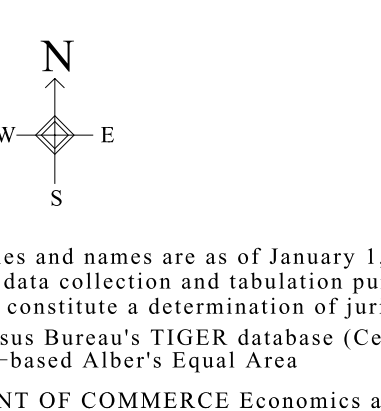 N
W E
S
es and names are as of January 1,
data collection and tabulation pu
constitute a determination of juri
sus Bureau's TIGER database (Ce
-based Alber's Equal Area
NT OF COMMERCE Economics a